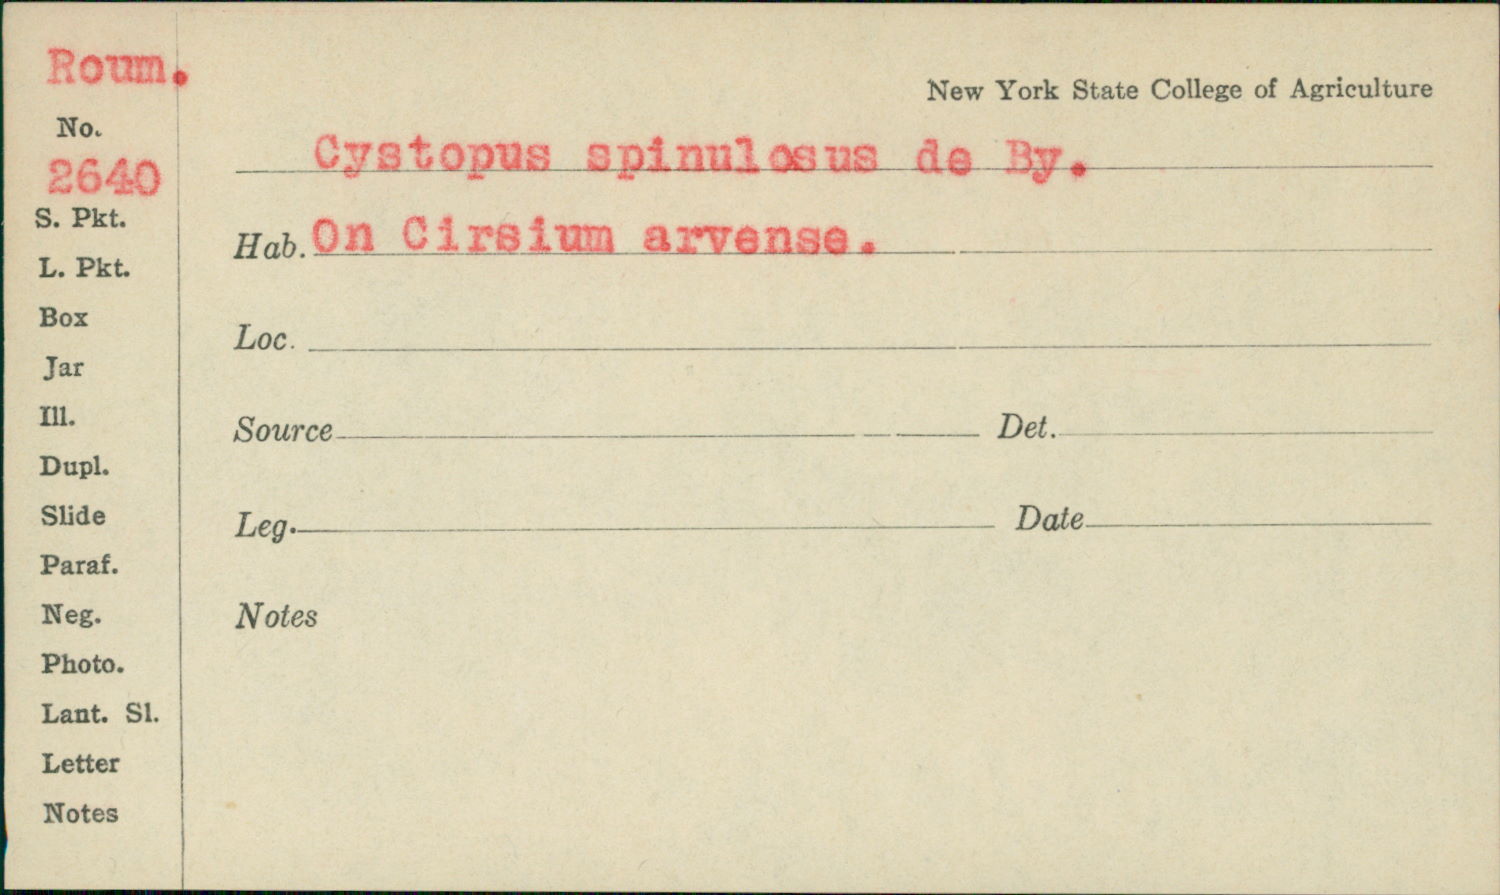 Roum.
New York State College of Agriculture
No.
2640
Cystopus spinulosus de By.
S. Pkt.
Hab. On Cirsium arvense.
L. Pkt.
Box
Loc.
Jar
Ill.
Source Det.
Dupl.
Slide
Leg. Date
Paraf.
Neg.
Notes
Photo.
Lant. Sl.
Letter
Notes